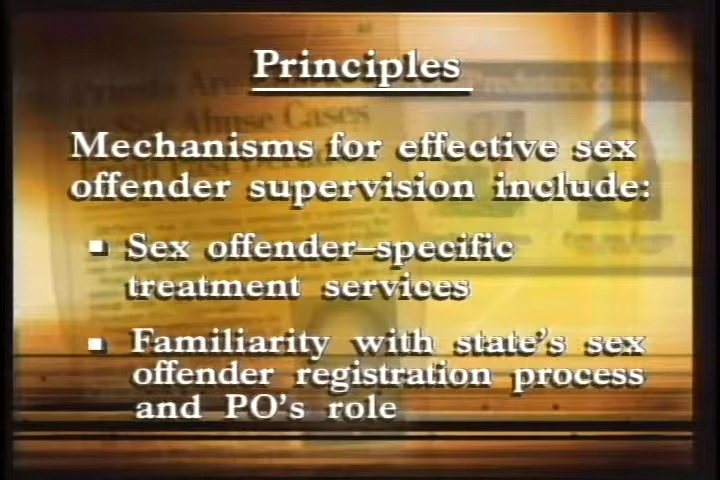 Principles
Mechanisms for effective sex
offender supervision include:
▪ Sex offender–specific
treatment services
▪ Familiarity with state's sex
offender registration process
and PO's role